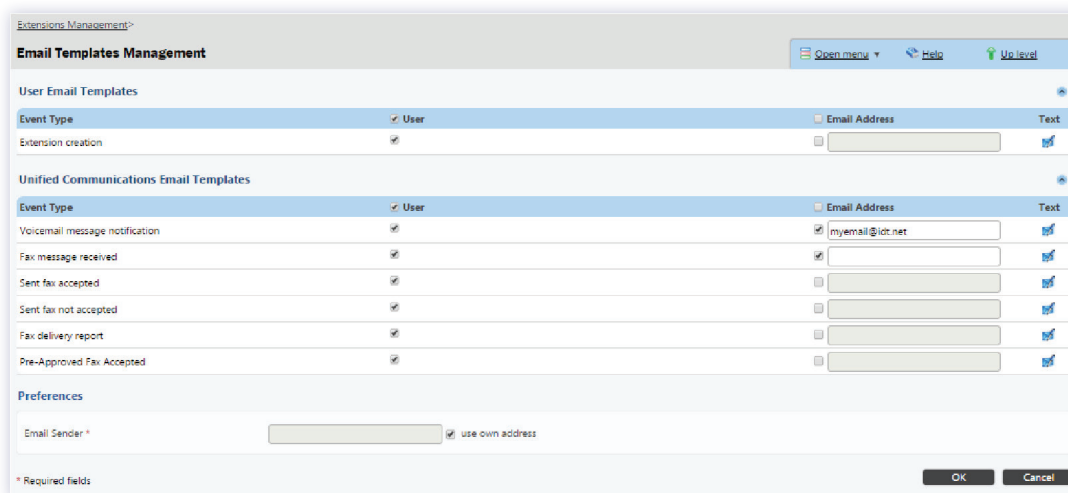 Extensions Management>
Email Templates Management Open menu Help Up level
User Email Templates
Event Type User Email Address Text
Extension creation
Unified Communications Email Templates
Event Type User Email Address Text
Voicemail message notification myemail@idt.net
Fax message received
Sent fax accepted
Sent fax not accepted
Fax delivery report
Pre-Approved Fax Accepted
Preferences
Email Sender * use own address
* Required fields OK Cancel